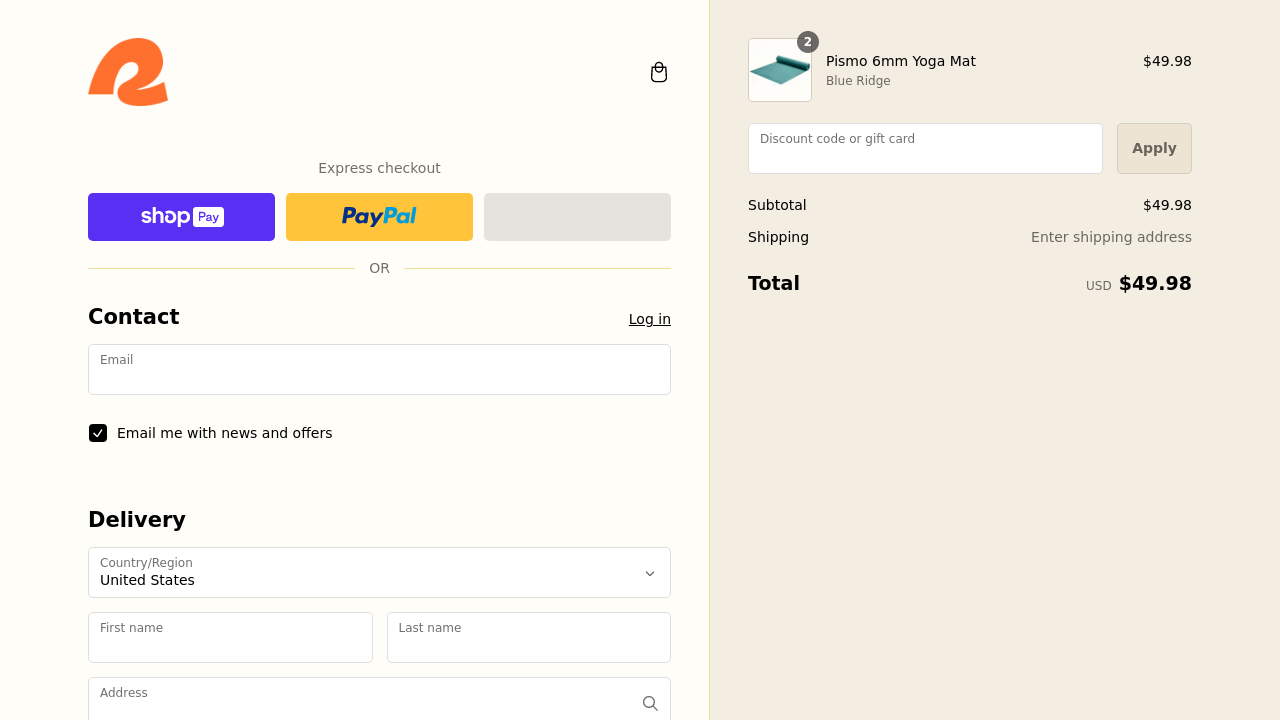 Express checkout
shop Pay
PayPal
OR
Contact
Log in
Email
Email me with news and offers
Delivery
Country/Region
United States
First name
Last name
Address
2
Pismo 6mm Yoga Mat
$49.98
Blue Ridge
Discount code or gift card
Apply
Subtotal
$49.98
Shipping
Enter shipping address
Total
USD $49.98